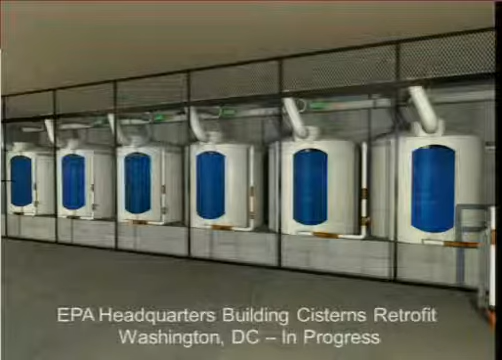 EPA Headquarters Building Cisterns Retrofit
Washington, DC – In Progress